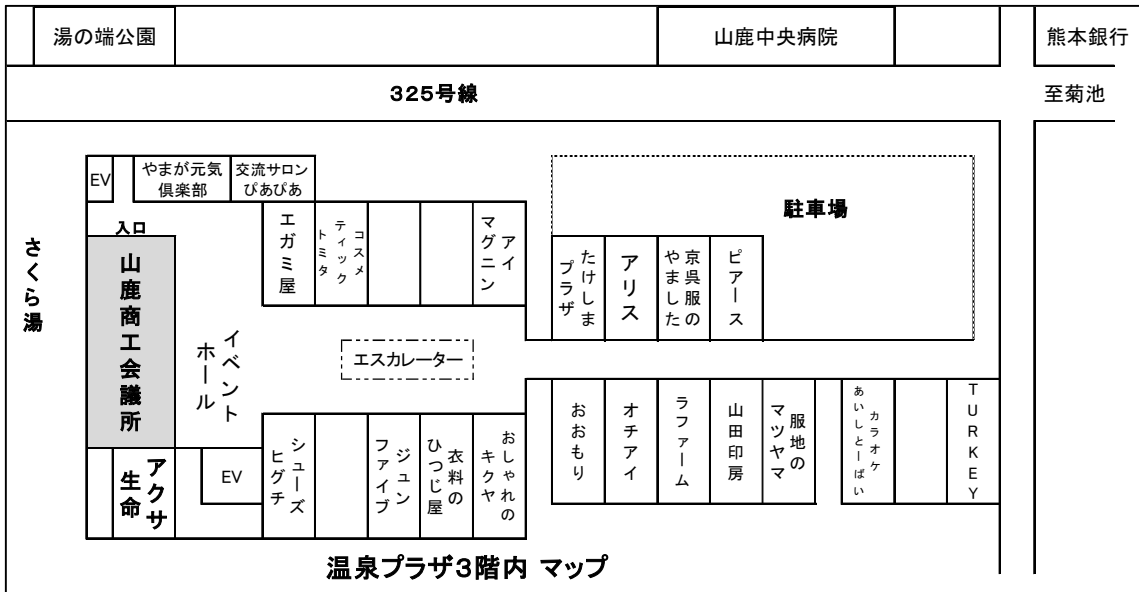 湯の端公園
山鹿中央病院
熊本銀行
325号線
至菊池
EV
やまが元気
倶楽部
交流サロン
ぴあぴあ
駐車場
入口
さくら湯
山鹿商工会議所
エガミ屋
コスメ
ティック
トミタ
アイ
マグニン
たけしま
プラザ
アリス
京呉服の
やました
ピアース
イベント
ホール
エスカレーター
アクサ
生命
EV
シューズ
ヒグチ
ジュン
ファイブ
衣料の
ひつじ屋
おしゃれの
キクヤ
おおもり
オチアイ
ラファーム
山田印房
服地の
マツヤマ
カラオケ
あいしとーばい
TURKEY
温泉プラザ3階内 マップ